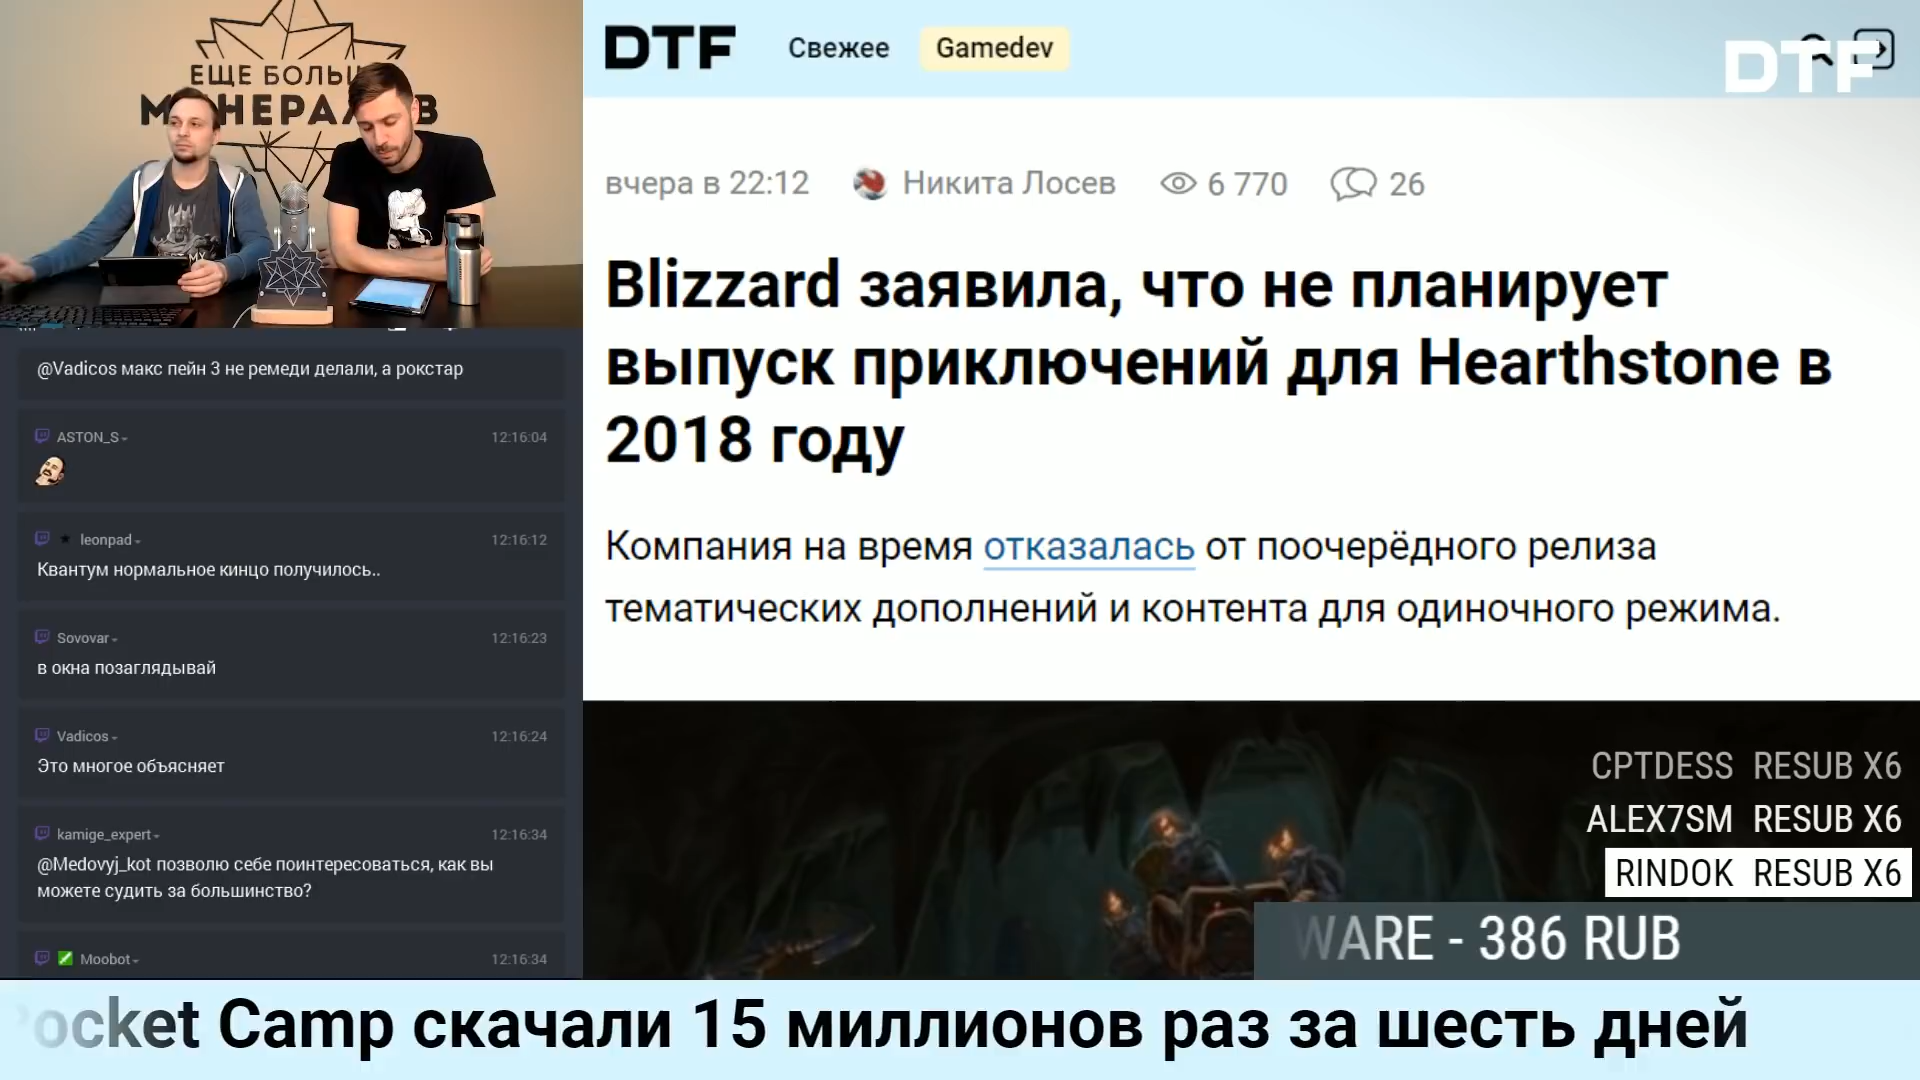 ЕЩЕ БОЛЬ
М НЕРА В
@Vadicos макс пейн 3 не ремеди делали, а рокстар
ASTON_S 12:16:04
leonpad 12:16:12
Квантум нормальное кинцо получилось..
Sovovar 12:16:23
в окна позаглядывай
Vadicos 12:16:24
Это многое объясняет
kamige_expert 12:16:34
@Medovyj_kot позволю себе поинтересоваться, как вы
можете судить за большинство?
Moobot 12:16:34
DTF Свежее Gamedev
DTF
вчера в 22:12 Никита Лосев 6 770 26
Blizzard заявила, что не планирует
выпуск приключений для Hearthstone в
2018 году
Компания на время отказалась от поочерёдного релиза
тематических дополнений и контента для одиночного режима.
CPTDESS RESUB X6
ALEX7SM RESUB X6
RINDOK RESUB X6
WARE - 386 RUB
ocket Camp скачали 15 миллионов раз за шесть дней